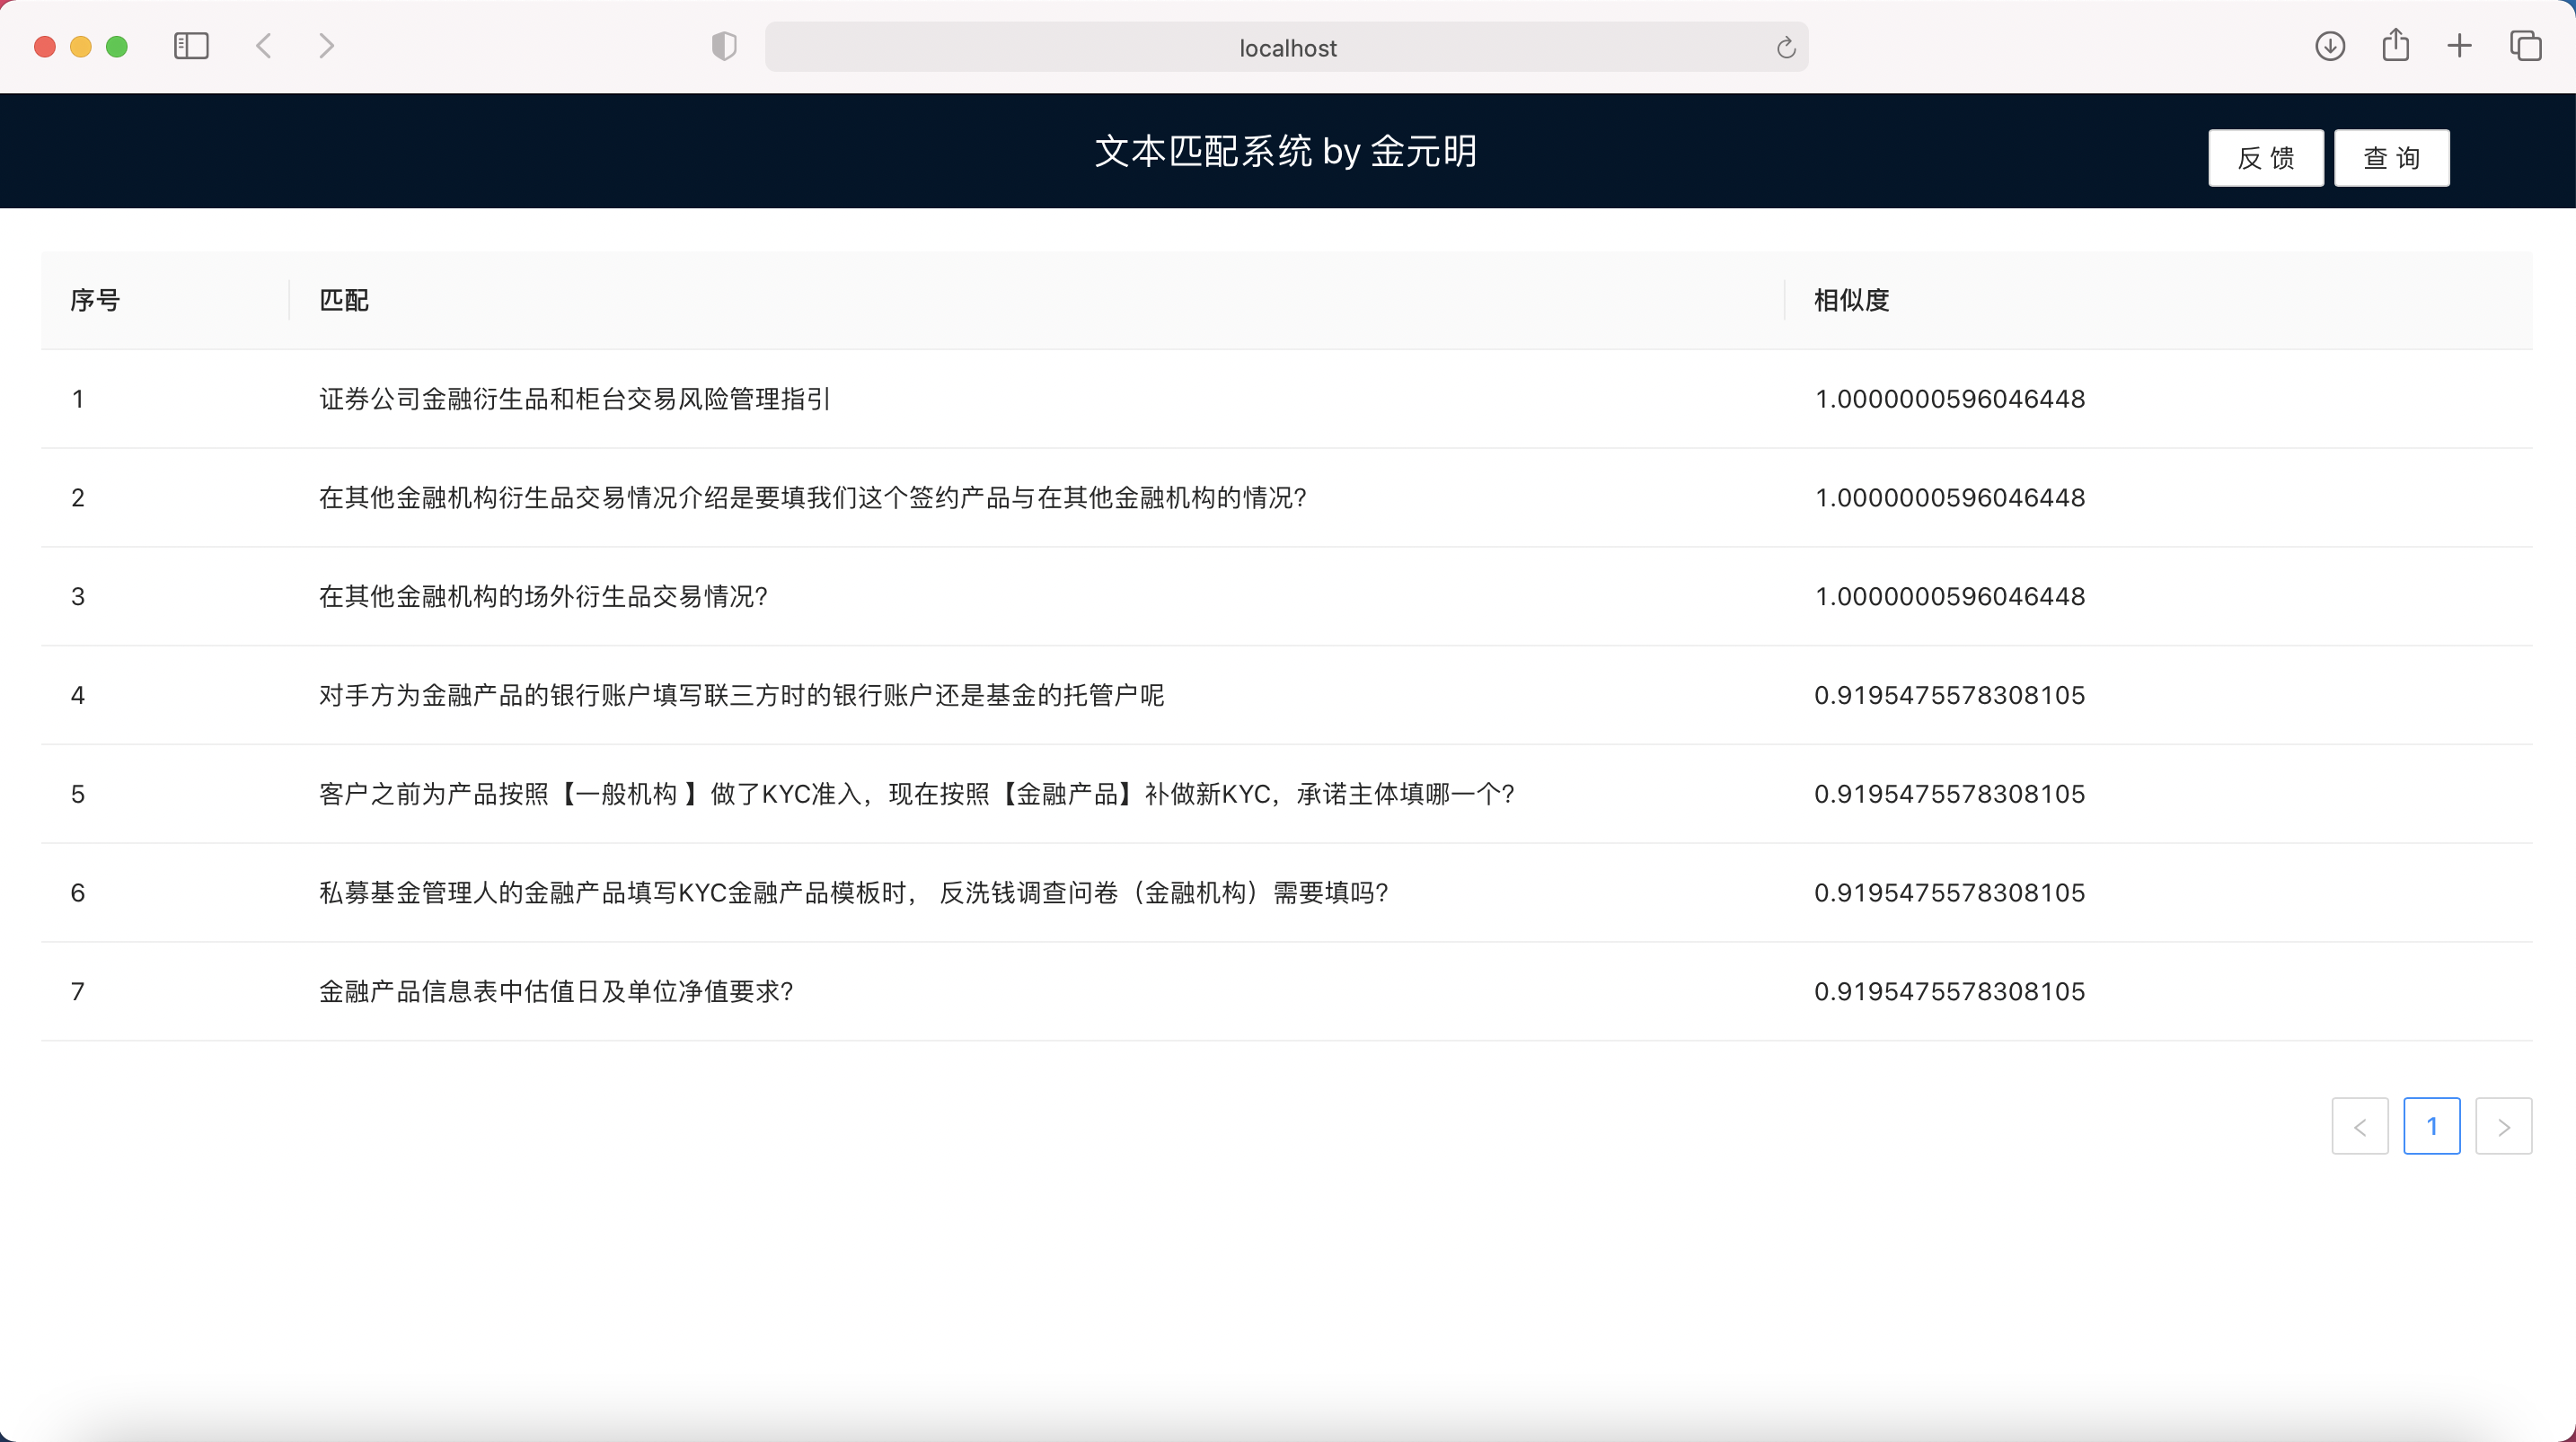 localhost
文本匹配系统 by 金元明
反 馈 查 询
序号 匹配 相似度
1 证券公司金融衍生品和柜台交易风险管理指引 1.0000000596046448
2 在其他金融机构衍生品交易情况介绍是要填我们这个签约产品与在其他金融机构的情况? 1.0000000596046448
3 在其他金融机构的场外衍生品交易情况? 1.0000000596046448
4 对手方为金融产品的银行账户填写联三方时的银行账户还是基金的托管户呢 0.9195475578308105
5 客户之前为产品按照【一般机构 】做了KYC准入，现在按照【金融产品】补做新KYC，承诺主体填哪一个? 0.9195475578308105
6 私募基金管理人的金融产品填写KYC金融产品模板时， 反洗钱调查问卷（金融机构）需要填吗? 0.9195475578308105
7 金融产品信息表中估值日及单位净值要求? 0.9195475578308105
< 1 >